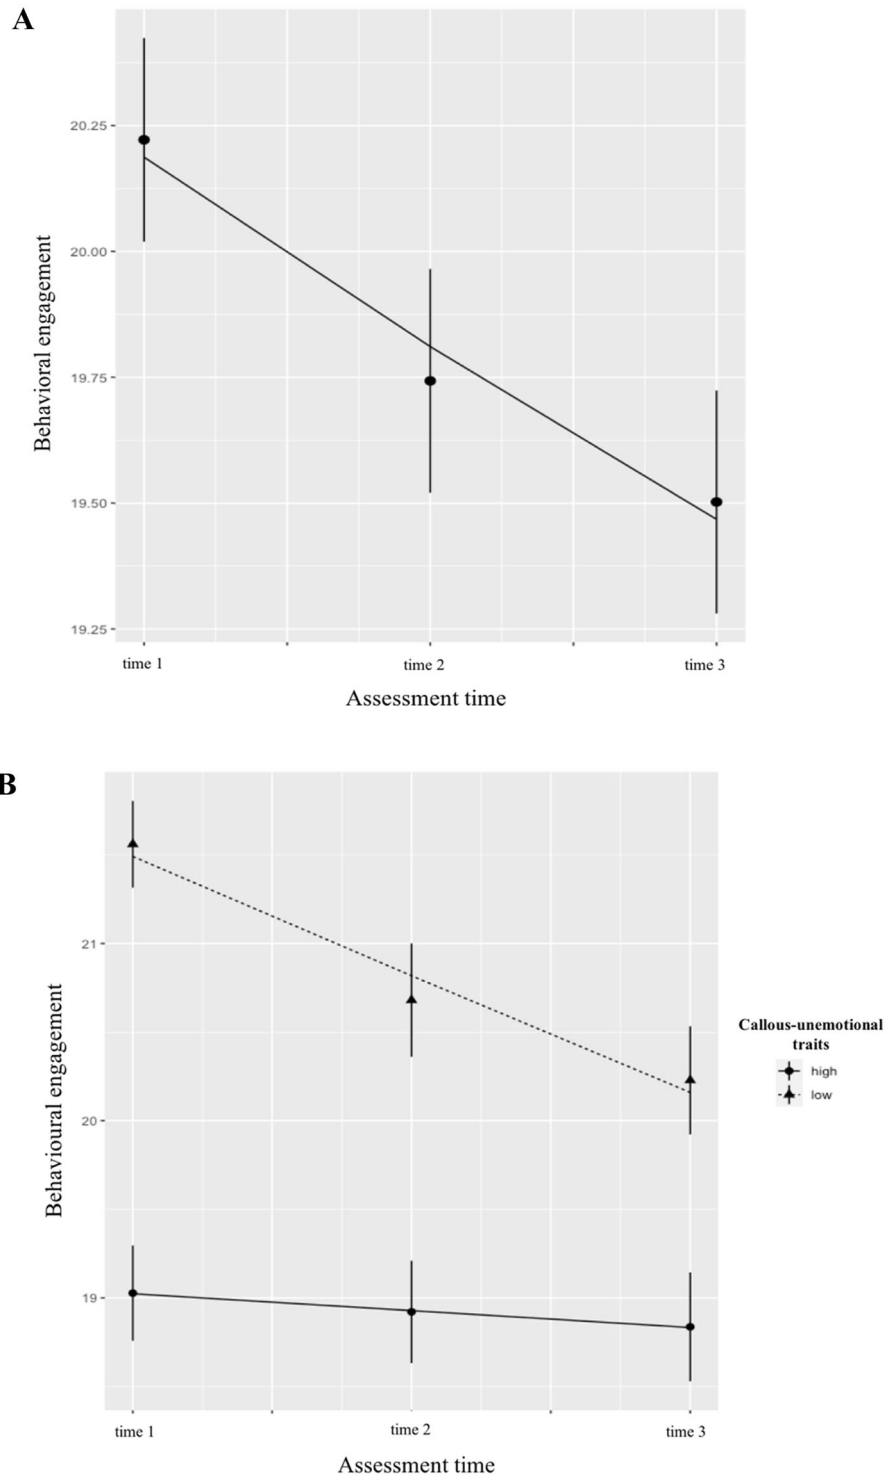 A
20.25
20.00
19.75
19.50
19.25
Behavioral engagement
time 1
time 2
time 3
Assessment time
B
21
20
19
Behavioural engagement
time 1
time 2
time 3
Assessment time
Callous-unemotional
traits
high
low